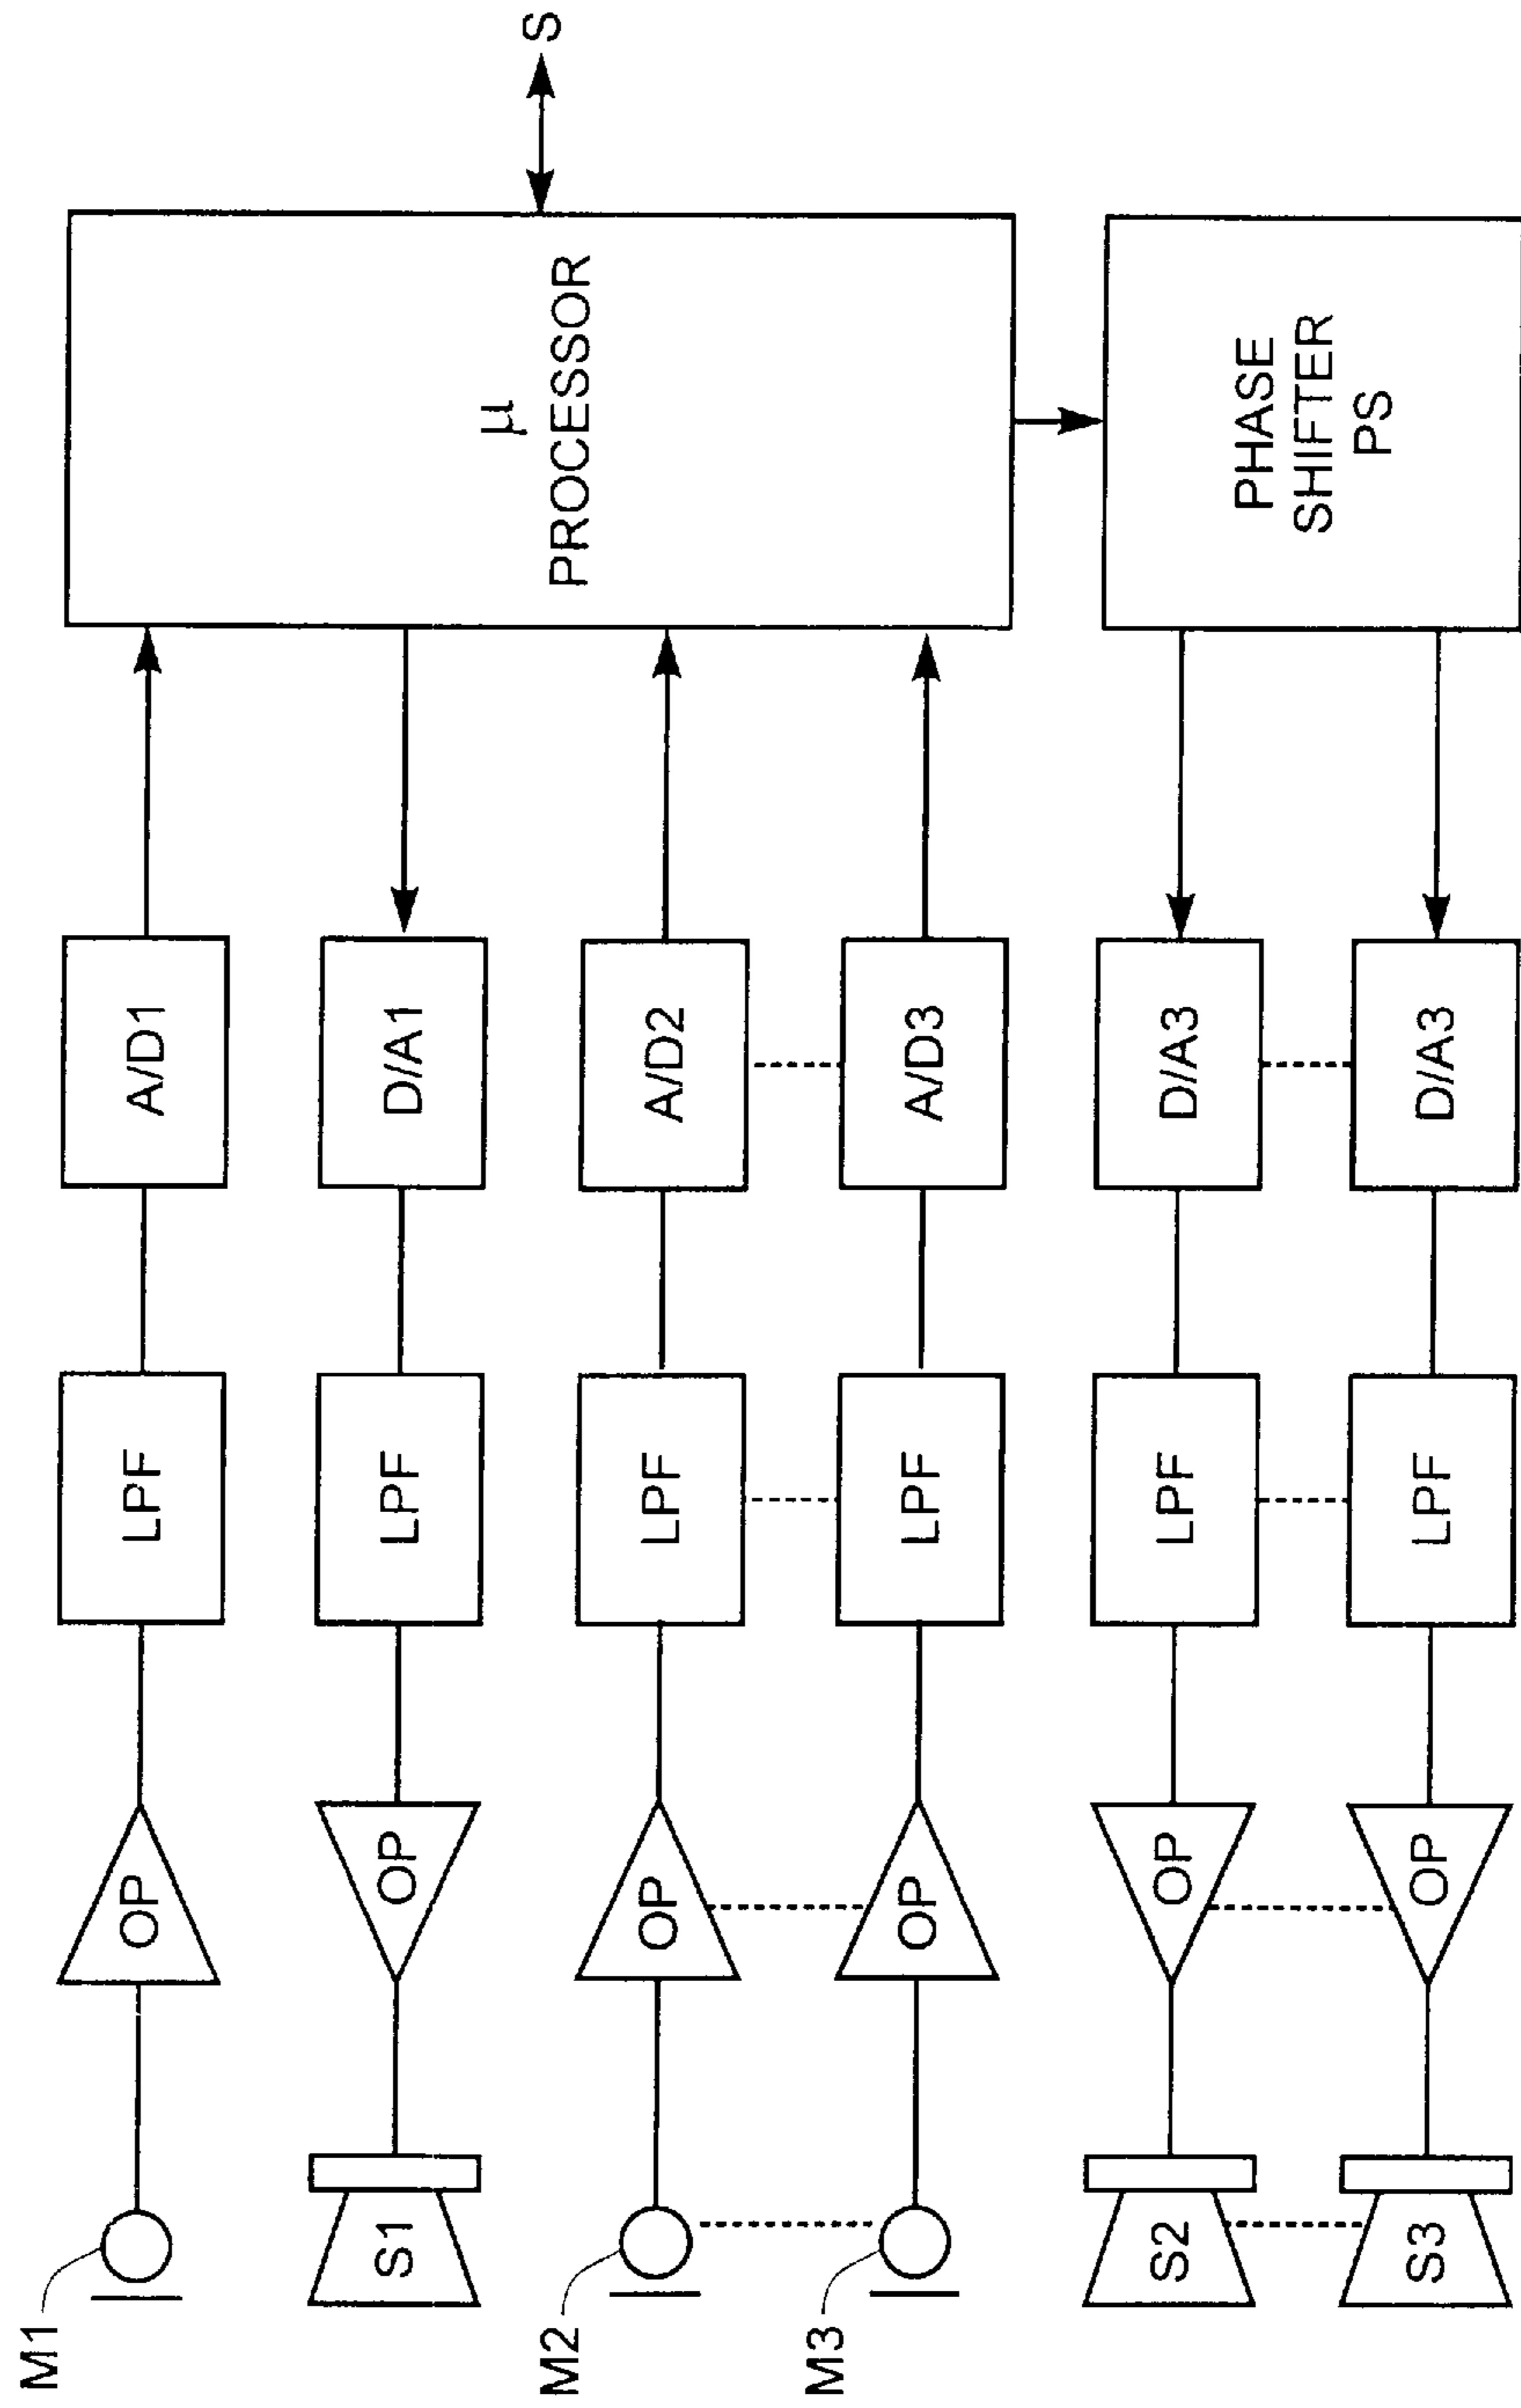 M1
OP
LPF
A/D1
S1
OP
LPF
D/A1
M2
OP
LPF
A/D2
M3
OP
LPF
A/D3
µ
PROCESSOR
S
S2
OP
LPF
D/A3
S3
OP
LPF
D/A3
PHASE
SHIFTER
PS